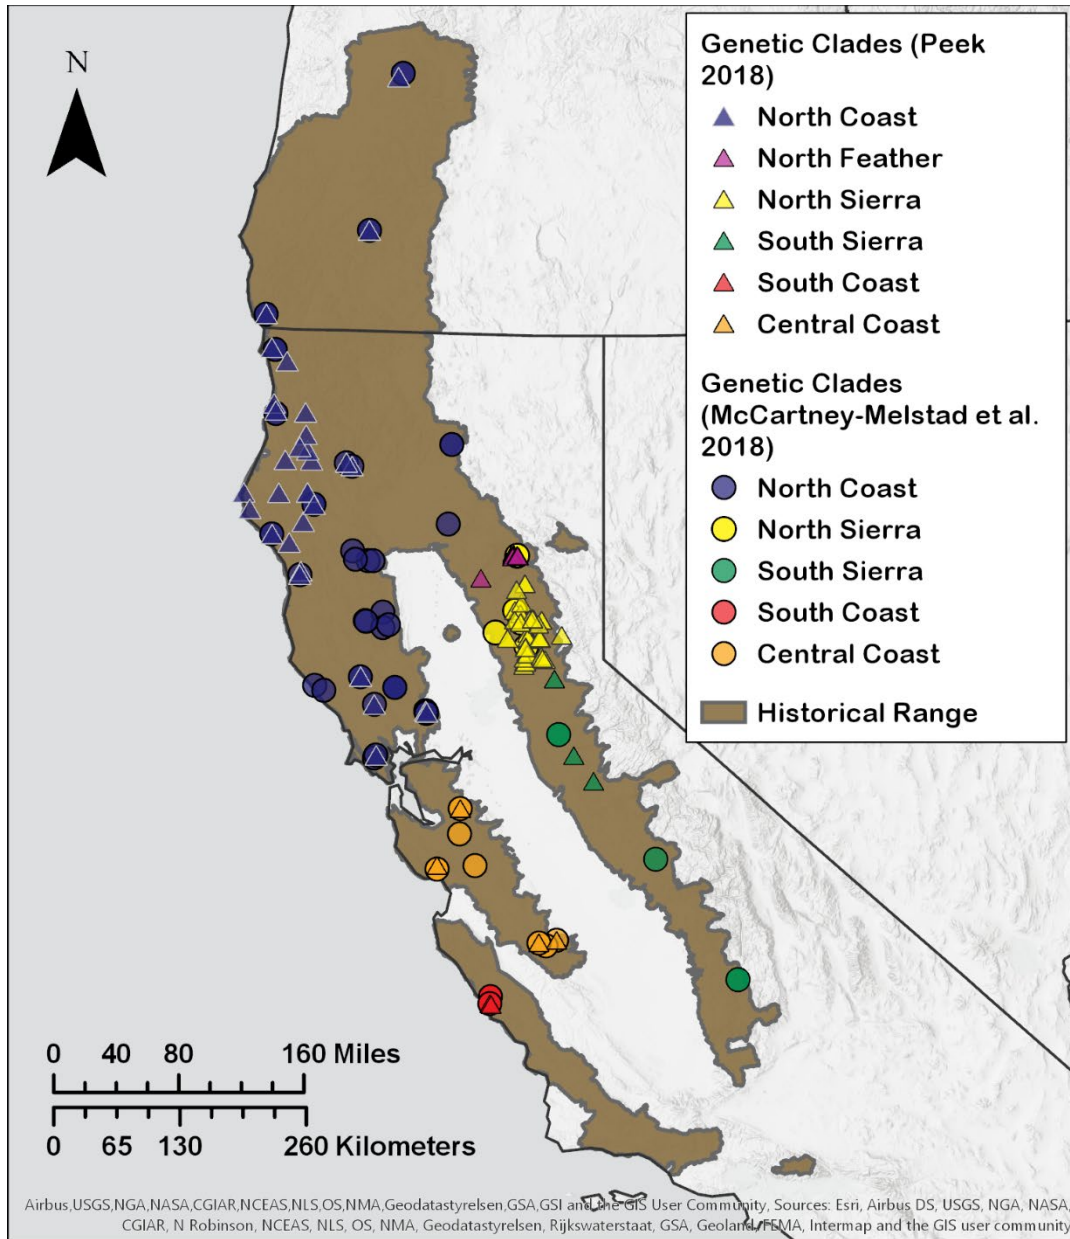 N
Genetic Clades (Peek
2018)
North Coast
North Feather
North Sierra
South Sierra
South Coast
Central Coast
Genetic Clades
(McCartney-Melstad et al.
2018)
North Coast
North Sierra
South Sierra
South Coast
Central Coast
Historical Range
0 40 80 160 Miles
0 65 130 260 Kilometers
Airbus,USGS,NGA,NASA,CGIAR,NCEAS,NLS,OS,NMA,Geodatastyrelsen,GSA,GSI and the GIS User Community, Sources: Esri, Airbus DS, USGS, NGA, NASA,
CGIAR, N Robinson, NCEAS, NLS, OS, NMA, Geodatastyrelsen, Rijkswaterstaat, GSA, Geoland, FEMA, Intermap and the GIS user community